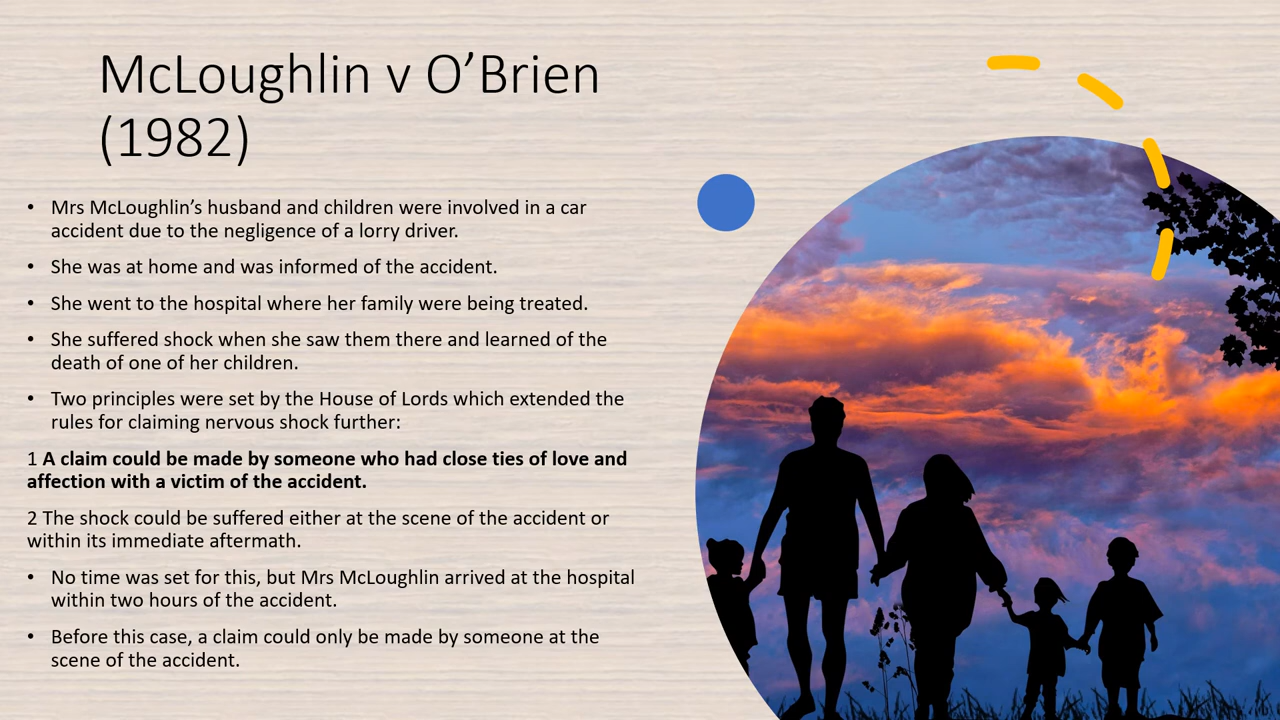 McLoughlin v O’Brien
(1982)
• Mrs McLoughlin’s husband and children were involved in a car
accident due to the negligence of a lorry driver.
• She was at home and was informed of the accident.
• She went to the hospital where her family were being treated.
• She suffered shock when she saw them there and learned of the
death of one of her children.
• Two principles were set by the House of Lords which extended the
rules for claiming nervous shock further:
1 A claim could be made by someone who had close ties of love and
affection with a victim of the accident.
2 The shock could be suffered either at the scene of the accident or
within its immediate aftermath.
• No time was set for this, but Mrs McLoughlin arrived at the hospital
within two hours of the accident.
• Before this case, a claim could only be made by someone at the
scene of the accident.